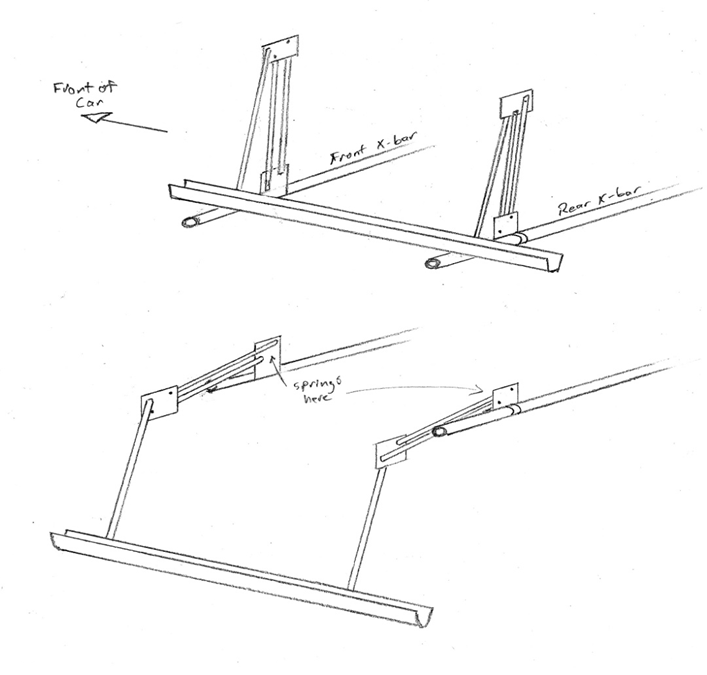 Front of
Car
Front X-bar
Rear X-bar
springs
here